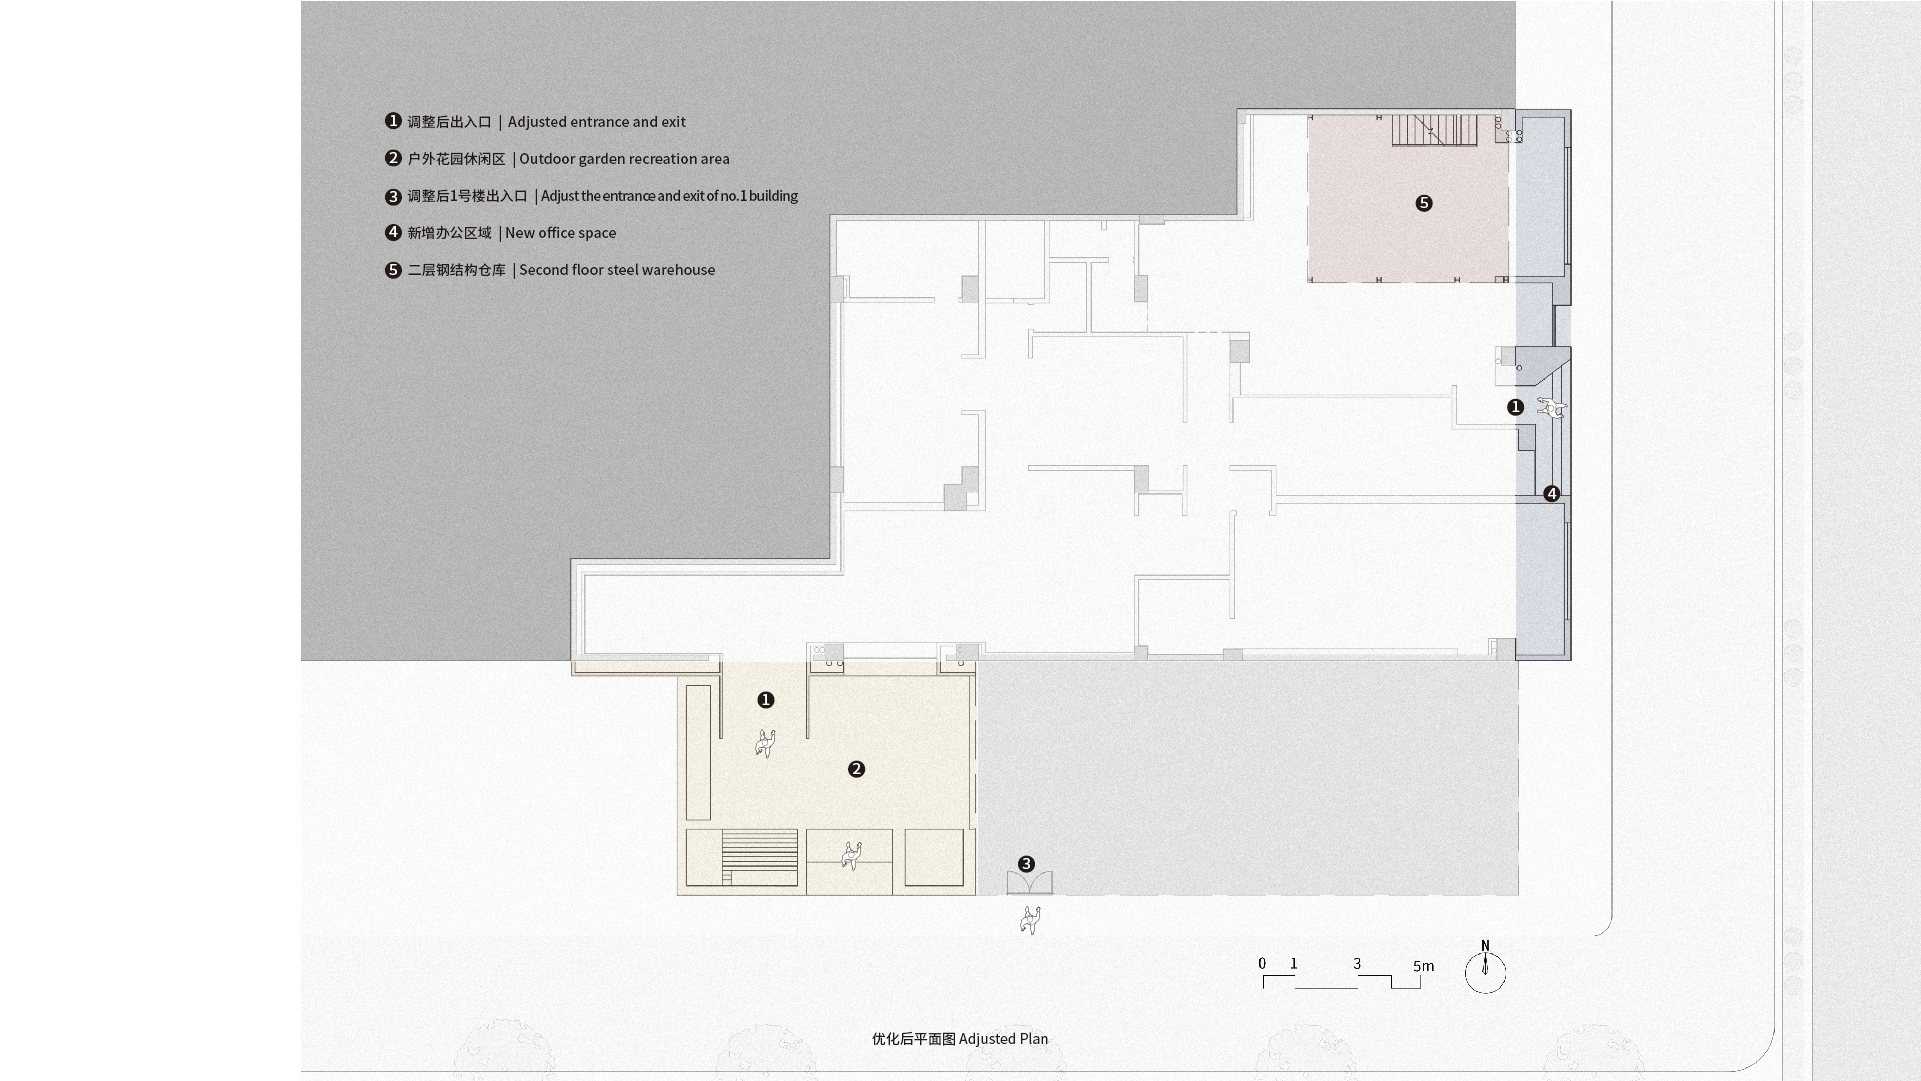 1 调整后出入口 | Adjusted entrance and exit
2 户外花园休闲区 | Outdoor garden recreation area
3 调整后1号楼出入口 | Adjust the entrance and exit of no.1 building
4 新增办公区域 | New office space
5 二层钢结构仓库 | Second floor steel warehouse
5
1
4
1
2
3
N
0 1 3 5m
优化后平面图 Adjusted Plan